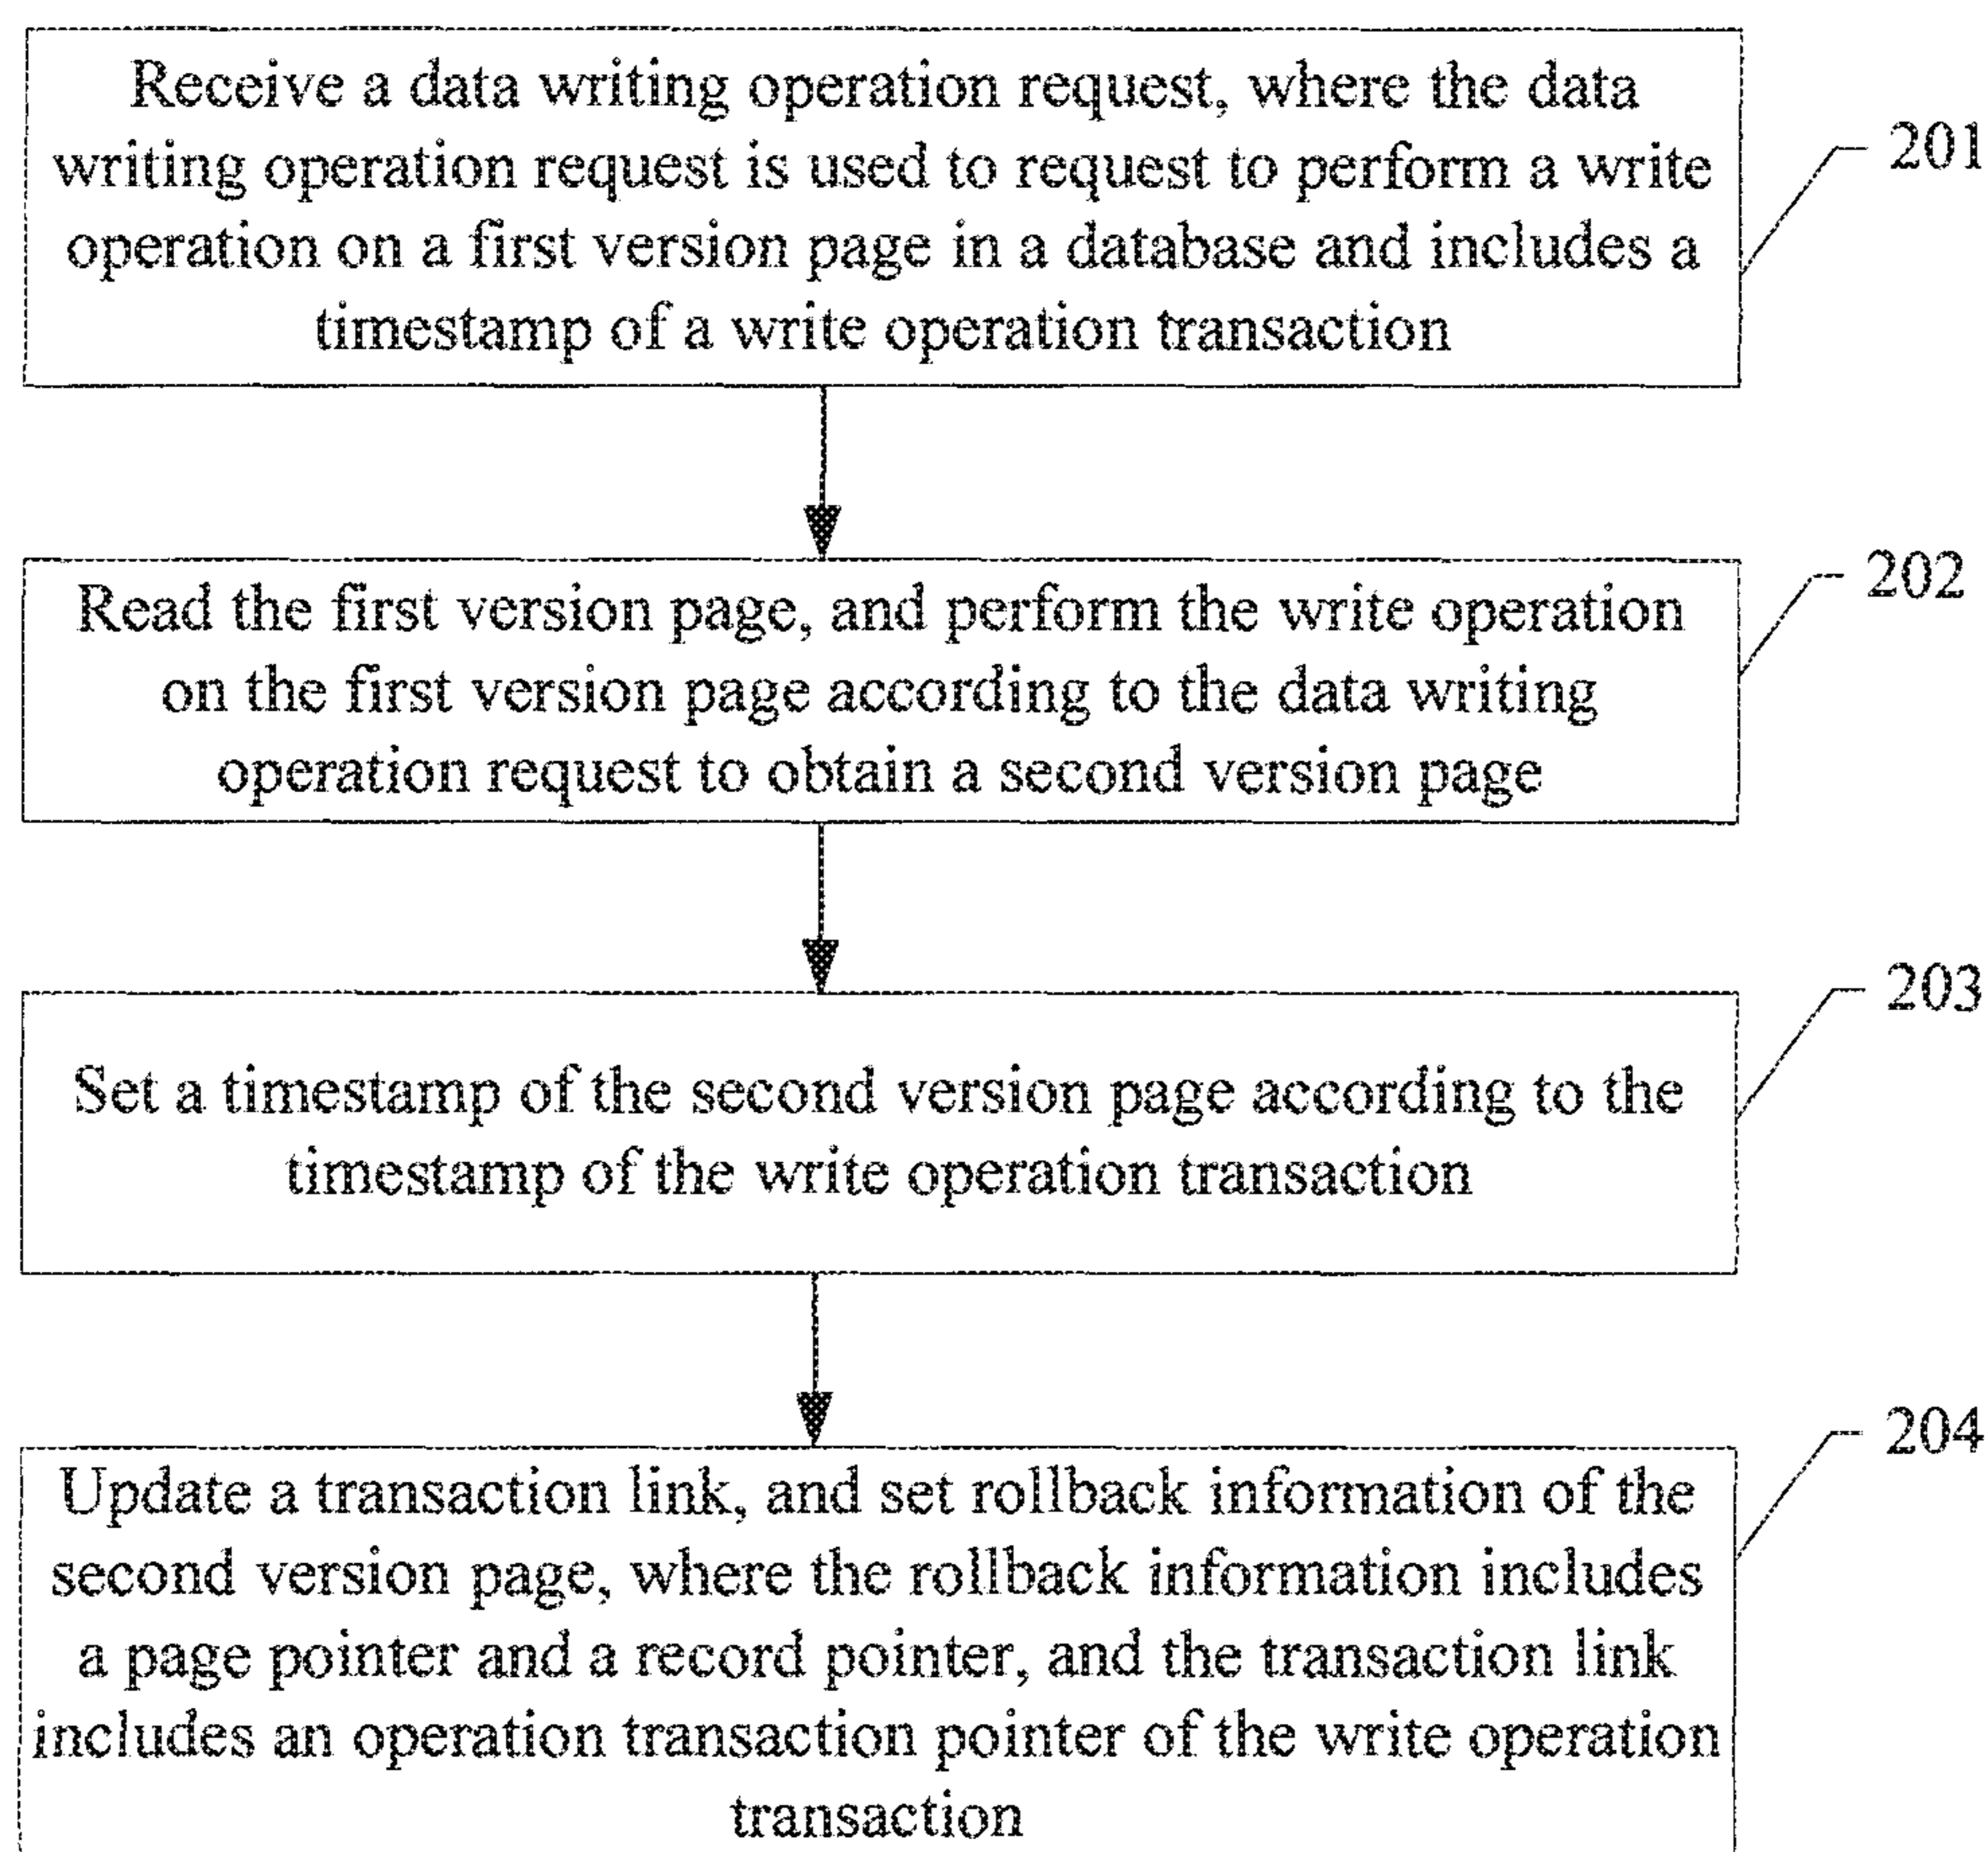 Receive a data writing operation request, where the data
writing operation request is used to request to perform a write
operation on a first version page in a database and includes a
timestamp of a write operation transaction
201
Read the first version page, and perform the write operation
on the first version page according to the data writing
operation request to obtain a second version page
202
Set a timestamp of the second version page according to the
timestamp of the write operation transaction
203
Update a transaction link, and set rollback information of the
second version page, where the rollback information includes
a page pointer and a record pointer, and the transaction link
includes an operation transaction pointer of the write operation
transaction
204